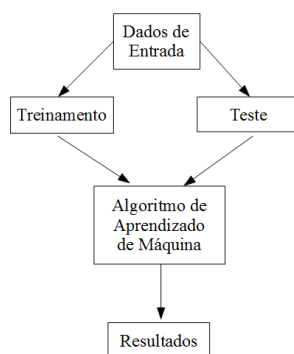 Dados de
Entrada
Treinamento
Teste
Algoritmo de
Aprendizado
de Máquina
Resultados